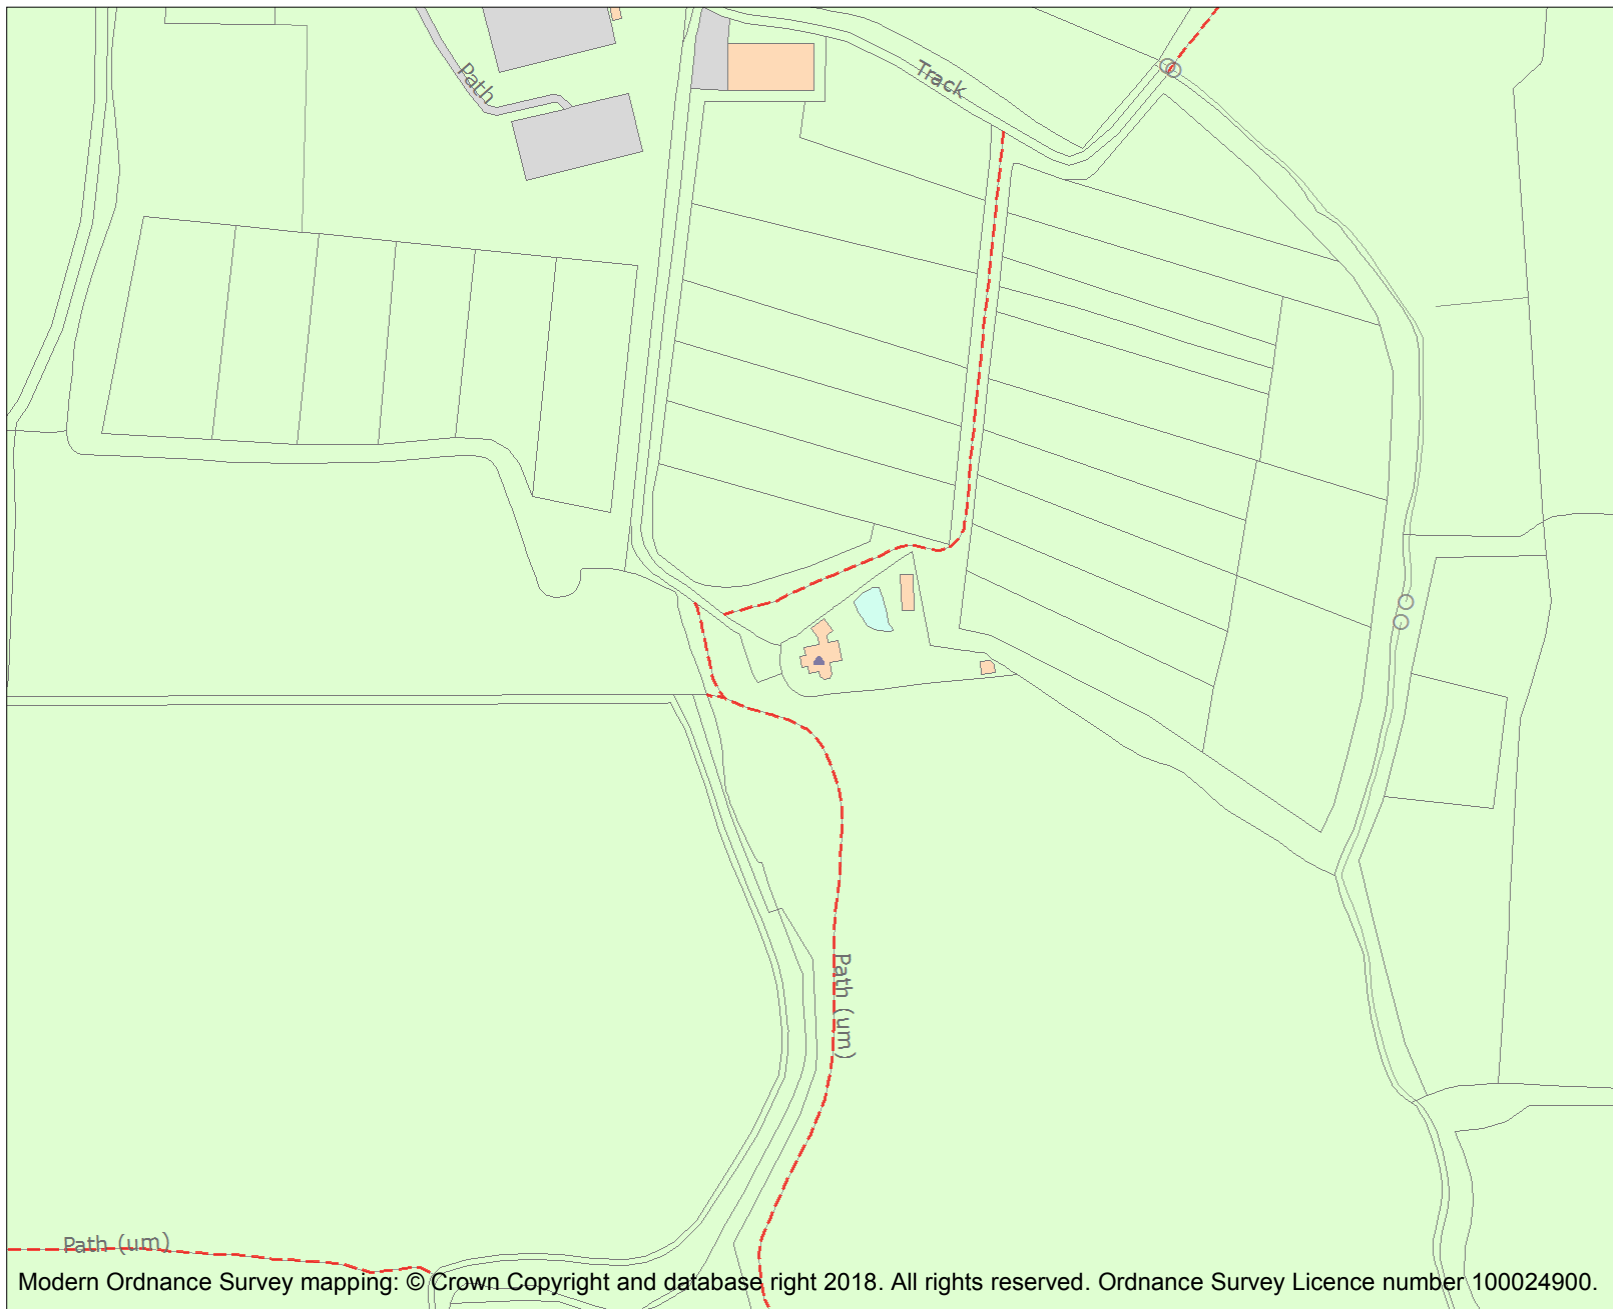 Path
Track
Path (um)
Path (um)
Modern Ordnance Survey mapping: © Crown Copyright and database right 2018. All rights reserved. Ordnance Survey Licence number 100024900.